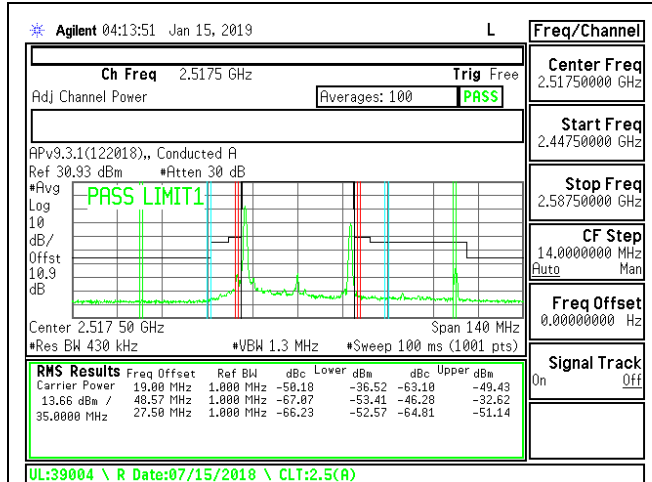 Agilent 04:13:51 Jan 15, 2019 L
Freq/Channel
Ch Freq 2.5175 GHz Trig Free
Adj Channel Power Averages: 100 PASS
APv9.3.1(122018),, Conducted A
Ref 30.93 dBm #Atten 30 dB
#Avg
Log
10
dB/
Offst
10.9
dB
PASS LIMIT1
Center 2.517 50 GHz Span 140 MHz
#Res BW 430 kHz #VBW 1.3 MHz #Sweep 100 ms (1001 pts)
RMS Results Freq Offset Ref BW dBc Lower dBm dBc Upper dBm
Carrier Power 19.00 MHz 1.000 MHz -50.18 -36.52 -63.10 -49.43
13.66 dBm / 48.57 MHz 1.000 MHz -67.07 -53.41 -46.28 -32.62
35.0000 MHz 27.50 MHz 1.000 MHz -66.23 -52.57 -64.81 -51.14
UL:39004 \ R Date:07/15/2018 \ CLT:2.5(A)
Center Freq
2.51750000 GHz
Start Freq
2.44750000 GHz
Stop Freq
2.58750000 GHz
CF Step
14.0000000 MHz
Auto Man
Freq Offset
0.00000000 Hz
Signal Track
On Off